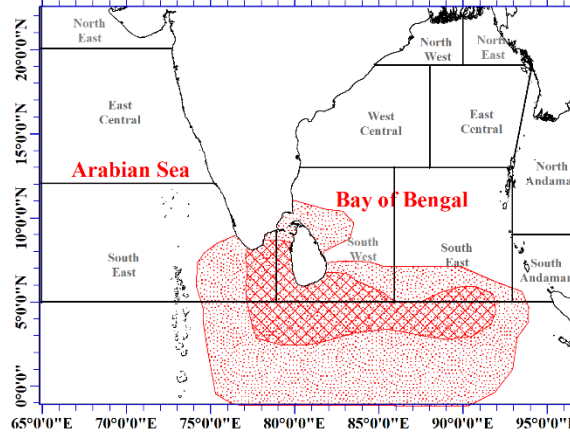 North
East
North
West
North
East
20°0'0"N
East
Central
West
Central
East
Central
15°0'0"N
North
Andama
Arabian Sea
Bay of Bengal
10°0'0"N
South
East
South
West
South
East
South
Andaman
5°0'0"N
0°0'0"
65°0'0"E
70°0'0"E
75°0'0"E
80°0'0"E
85°0'0"E
90°0'0"E
95°0'0"E